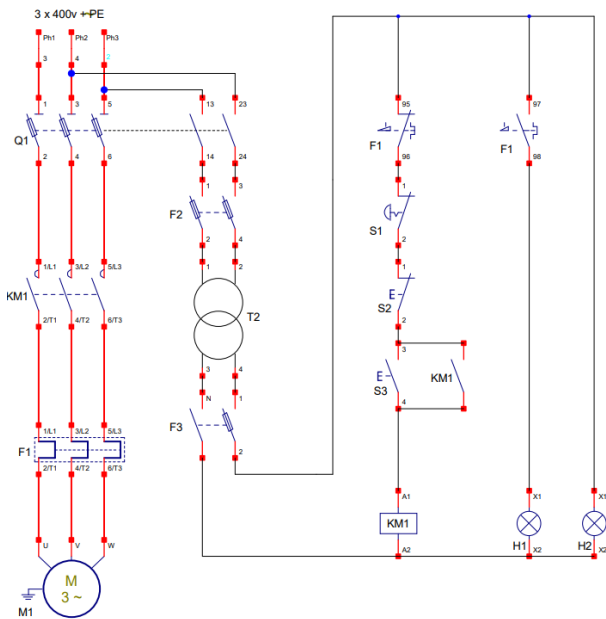 3 x 400v + PE
Ph1 Ph2 Ph3
3 4 2
1 3 5 13 23 95 97
Q1 F1 F1
2 4 6 14 24 96 98
1 3 1
F2 S1
2 4 2
1/L1 3/L2 5/L3 1 2 1
KM1 T2 E S2
2/T1 4/T2 6/T3 2
3 4 3
E S3 KM1
N 1 4
1/L1 3/L2 5/L3
F1 F3
2/T1 4/T2 6/T3 2
A1 X1 X1
KM1 H1 H2
U V W A2 X2 X2
M
3 ~
M1